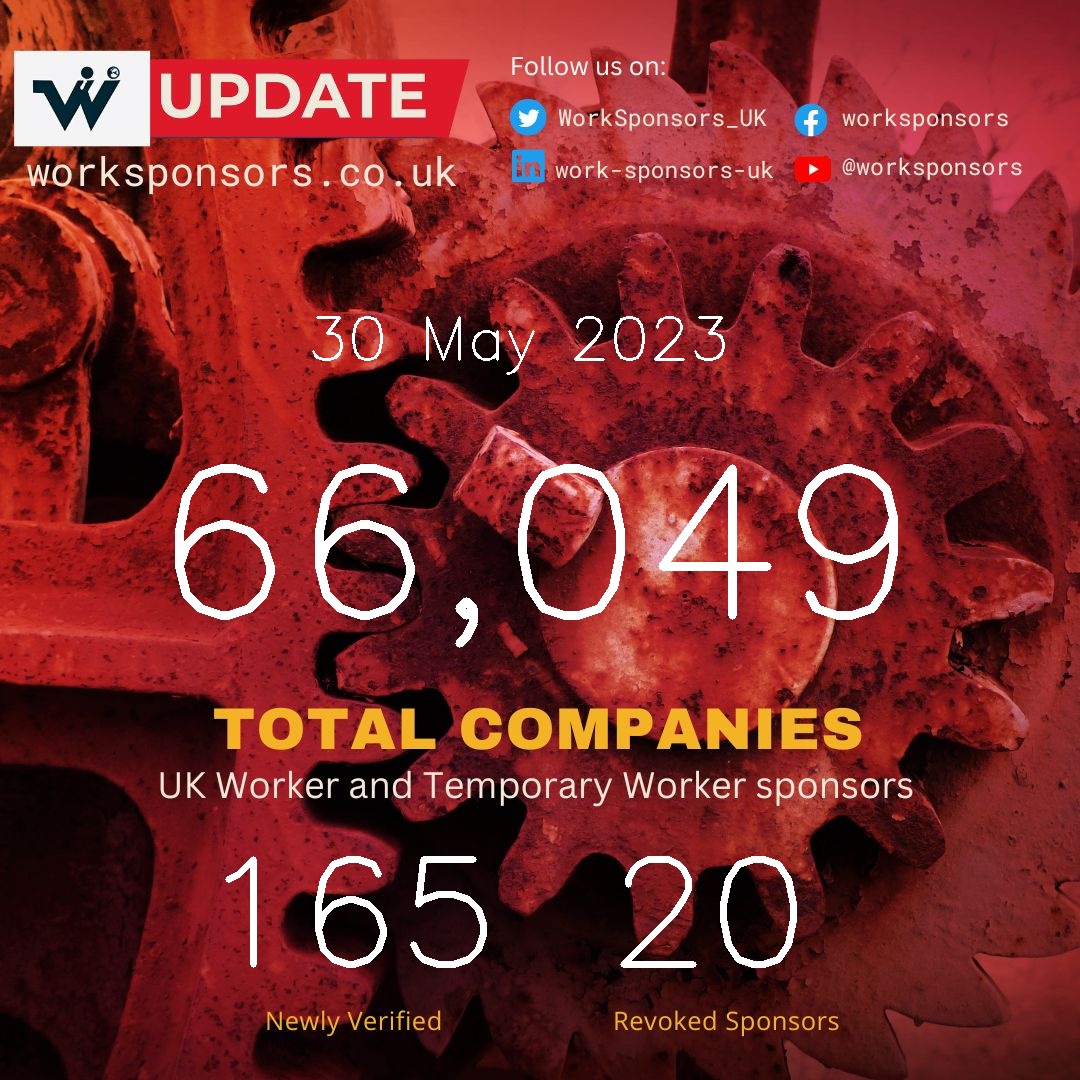 UPDATE
worksponsors.co.uk
Follow us on:
WorkSponsors_UK
worksponsors
work-sponsors-uk
@worksponsors
30 May 2023
66,049
TOTAL COMPANIES
UK Worker and Temporary Worker sponsors
165 20
Newly Verified Revoked Sponsors